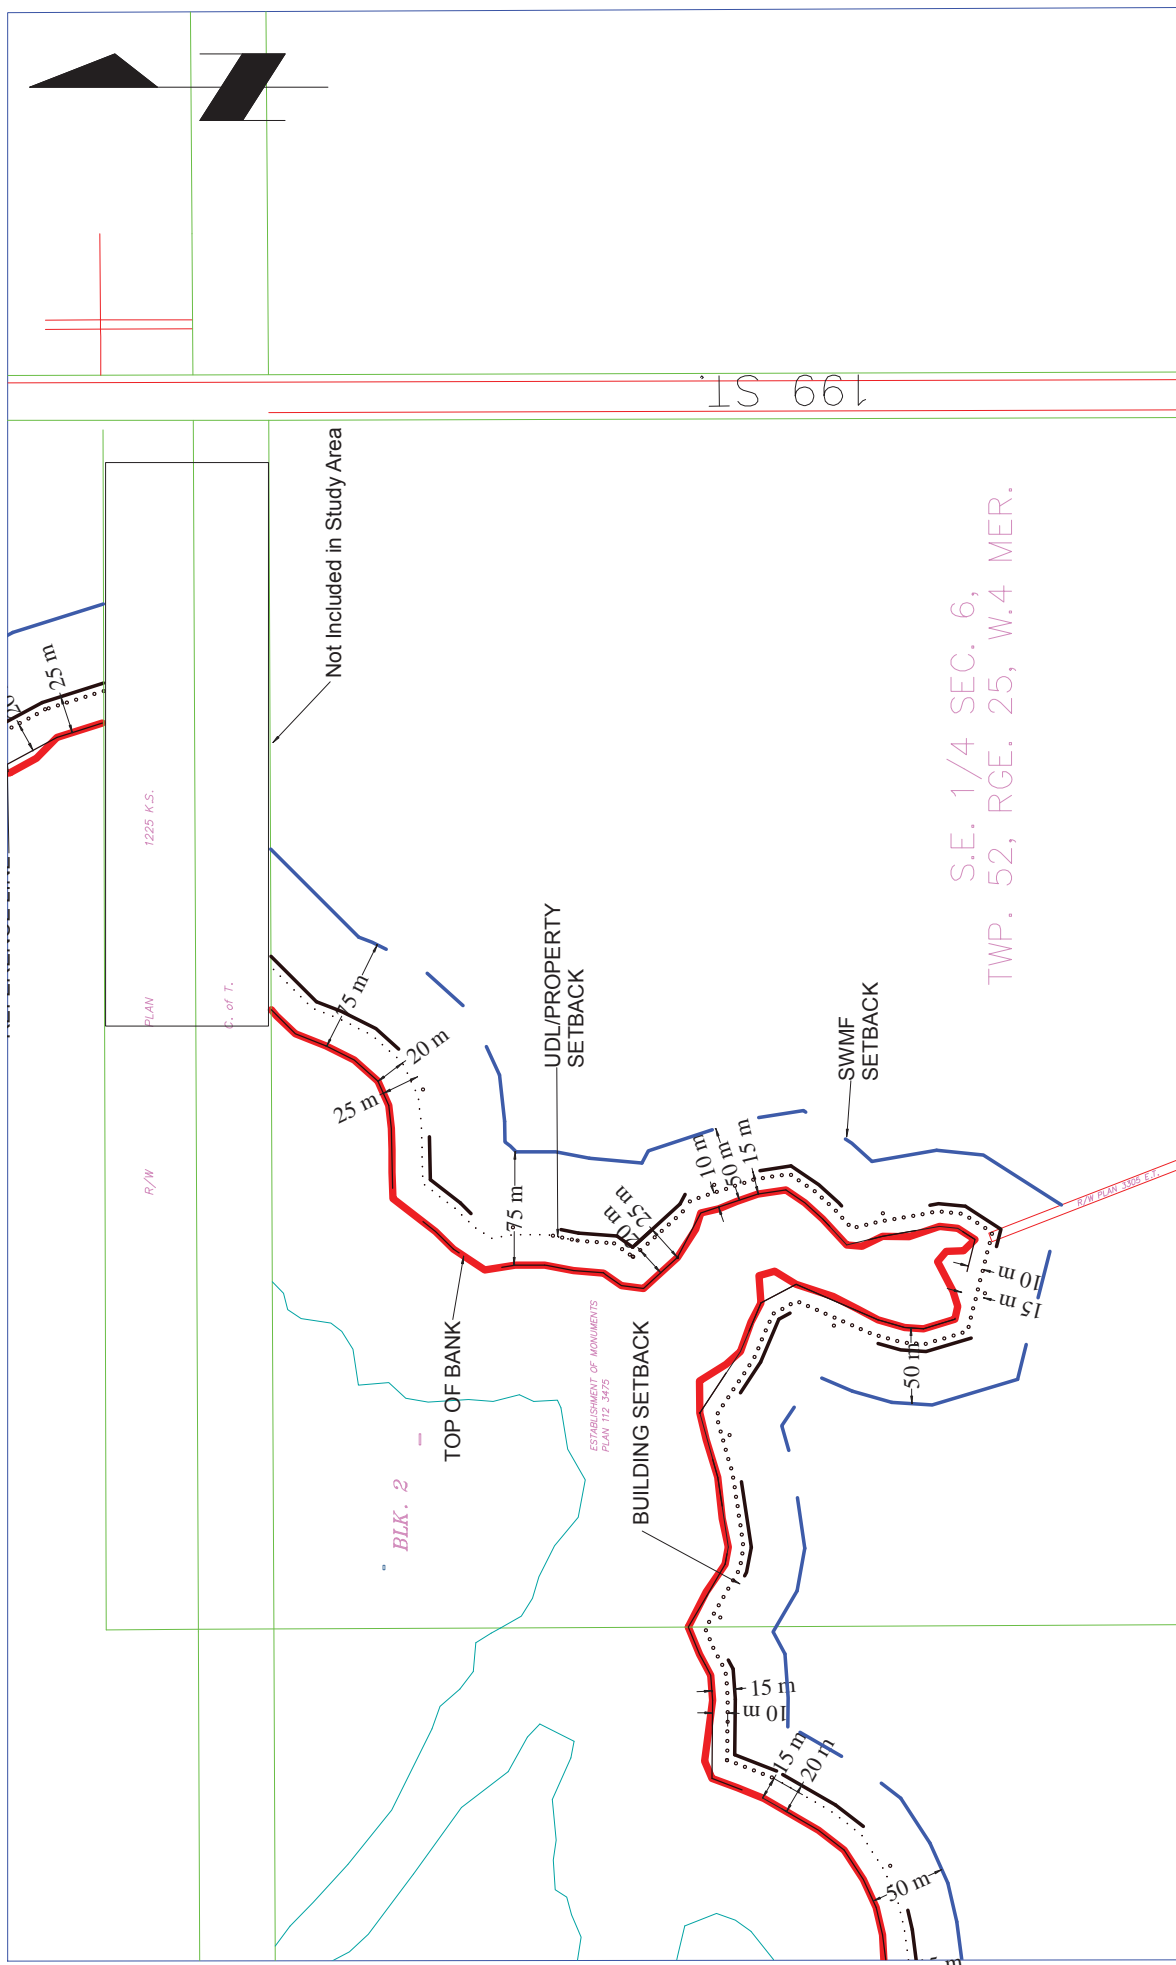 199 ST.
Not Included in Study Area
25 m
1225 K.S.
PLAN
R/W
C. of T.
S.E. 1/4 SEC. 6,
TWP. 52, RGE. 25, W.4 MER.
75 m
20 m
25 m
UDL/PROPERTY
SETBACK
SWMF
SETBACK
75 m
25 m
10 m
50 m
15 m
R/W PLAN 3305 E.T.
10 m
15 m
50 m
TOP OF BANK
ESTABLISHMENT OF MONUMENTS
PLAN 112 3475
BUILDING SETBACK
BLK. 2
15 m
10 m
15 m
20 m
50 m